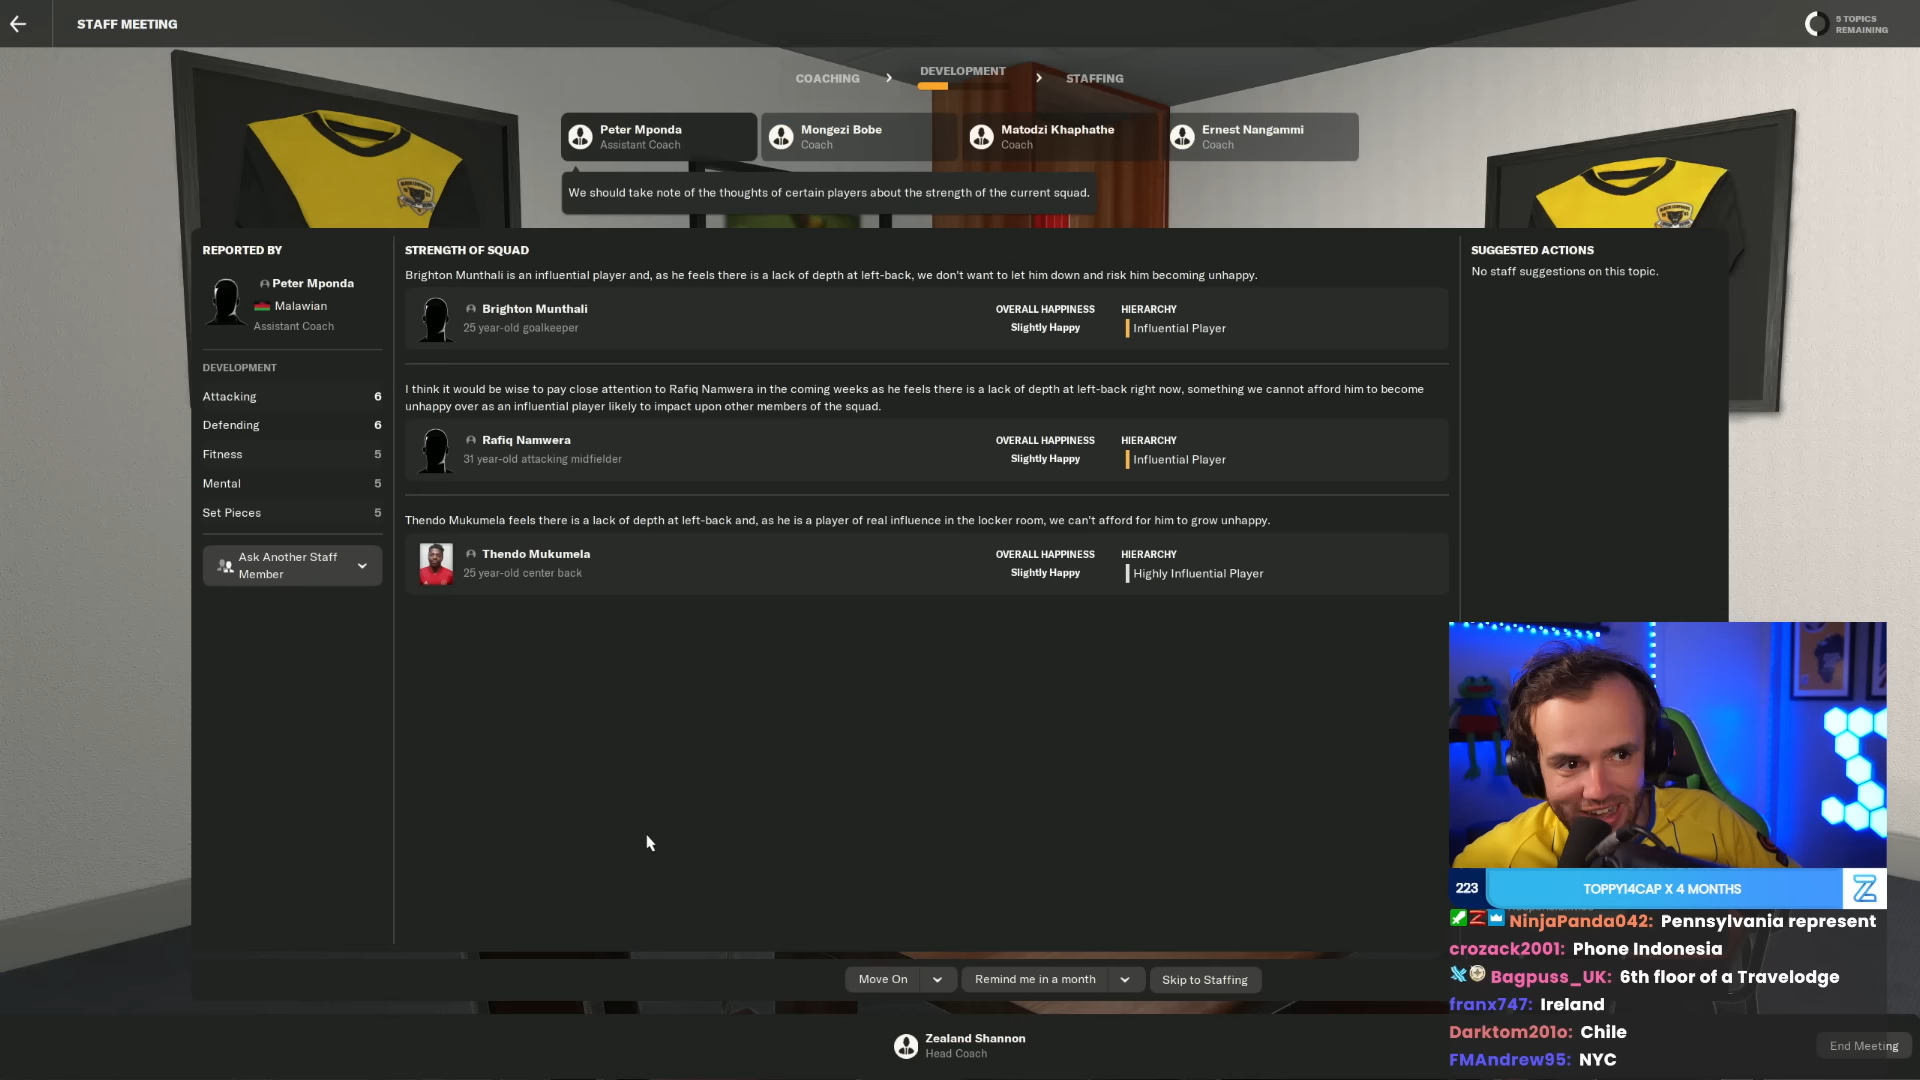 STAFF MEETING
5 TOPICS
REMAINING
COACHING
DEVELOPMENT
STAFFING
Peter Mponda
Assistant Coach
Mongezi Bobe
Coach
Matodzi Khaphathe
Coach
Ernest Nangammi
Coach
We should take note of the thoughts of certain players about the strength of the current squad.
REPORTED BY
Peter Mponda
Malawian
Assistant Coach
DEVELOPMENT
Attacking 6
Defending 6
Fitness 5
Mental 5
Set Pieces 5
Ask Another Staff
Member
STRENGTH OF SQUAD
Brighton Munthali is an influential player and, as he feels there is a lack of depth at left-back, we don't want to let him down and risk him becoming unhappy.
Brighton Munthali
25 year-old goalkeeper
OVERALL HAPPINESS
Slightly Happy
HIERARCHY
Influential Player
I think it would be wise to pay close attention to Rafiq Namwera in the coming weeks as he feels there is a lack of depth at left-back right now, something we cannot afford him to become
unhappy over as an influential player likely to impact upon other members of the squad.
Rafiq Namwera
31 year-old attacking midfielder
OVERALL HAPPINESS
Slightly Happy
HIERARCHY
Influential Player
Thendo Mukumela feels there is a lack of depth at left-back and, as he is a player of real influence in the locker room, we can't afford for him to grow unhappy.
Thendo Mukumela
25 year-old center back
OVERALL HAPPINESS
Slightly Happy
HIERARCHY
Highly Influential Player
SUGGESTED ACTIONS
No staff suggestions on this topic.
Move On
Remind me in a month
Skip to Staffing
Zealand Shannon
Head Coach
End Meeting
223
TOPPY14CAP X 4 MONTHS
Z
NinjaPanda042: Pennsylvania represent
crozack2001: Phone Indonesia
Bagpuss_UK: 6th floor of a Travelodge
franx747: Ireland
Darktom201o: Chile
FMAndrew95: NYC